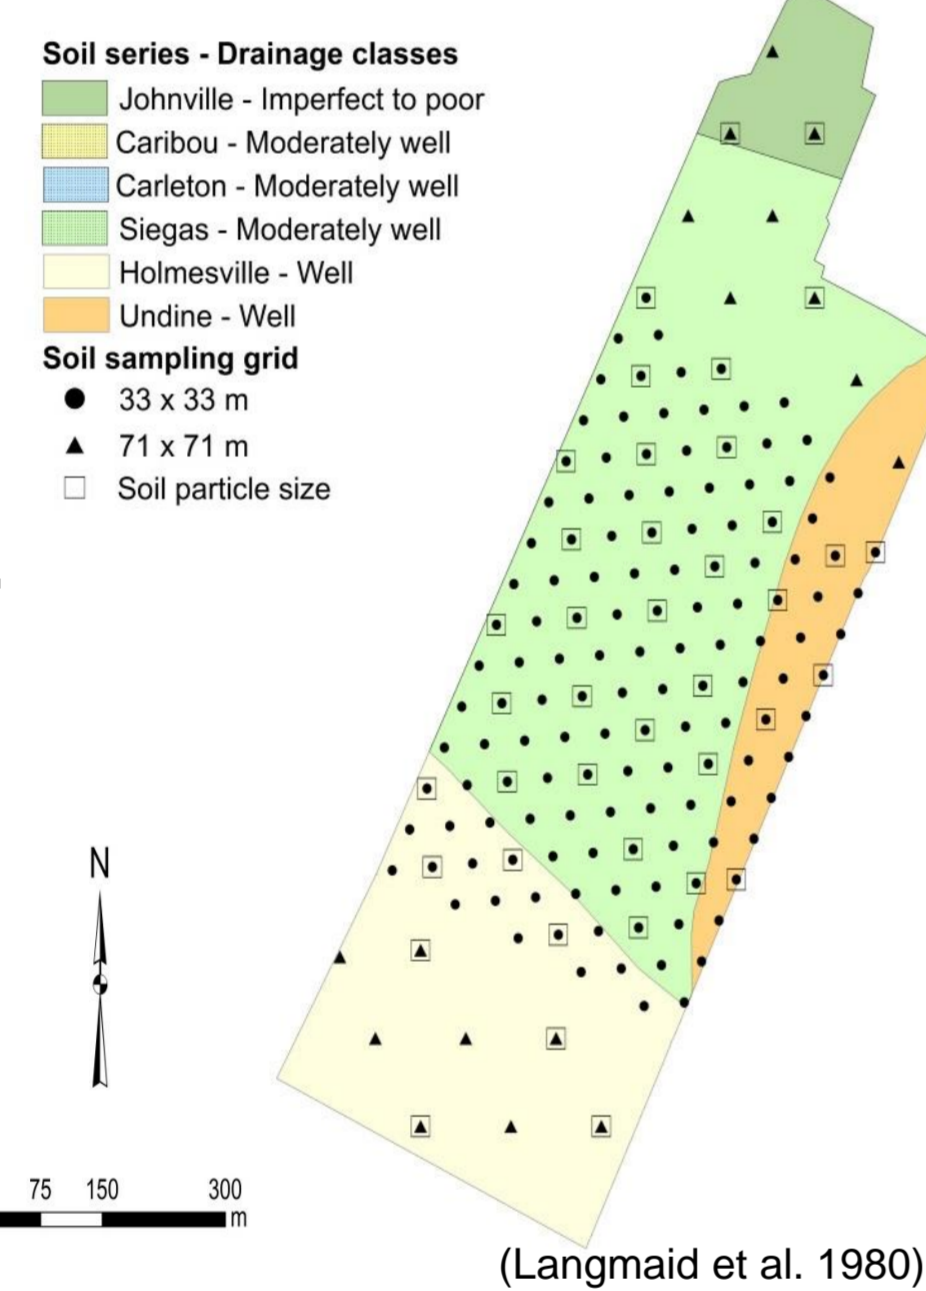 Soil series - Drainage classes
Johnville - Imperfect to poor
Caribou - Moderately well
Carleton - Moderately well
Siegas - Moderately well
Holmesville - Well
Undine - Well
Soil sampling grid
33 x 33 m
71 x 71 m
Soil particle size
N
75 150 300
m
(Langmaid et al. 1980)